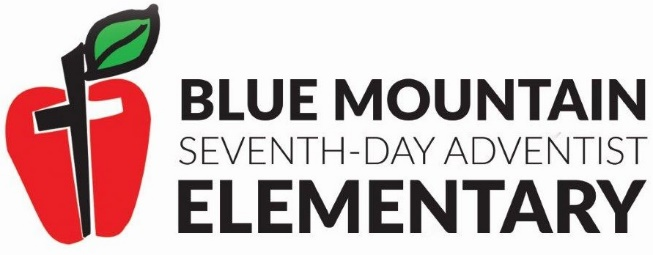 BLUE MOUNTAIN
SEVENTH-DAY ADVENTIST
ELEMENTARY